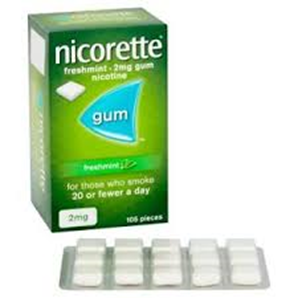 nicorette®
freshmint · 2mg gum
nicotine
gum
freshmint
for those who smoke
20 or fewer a day
2mg
105 pieces